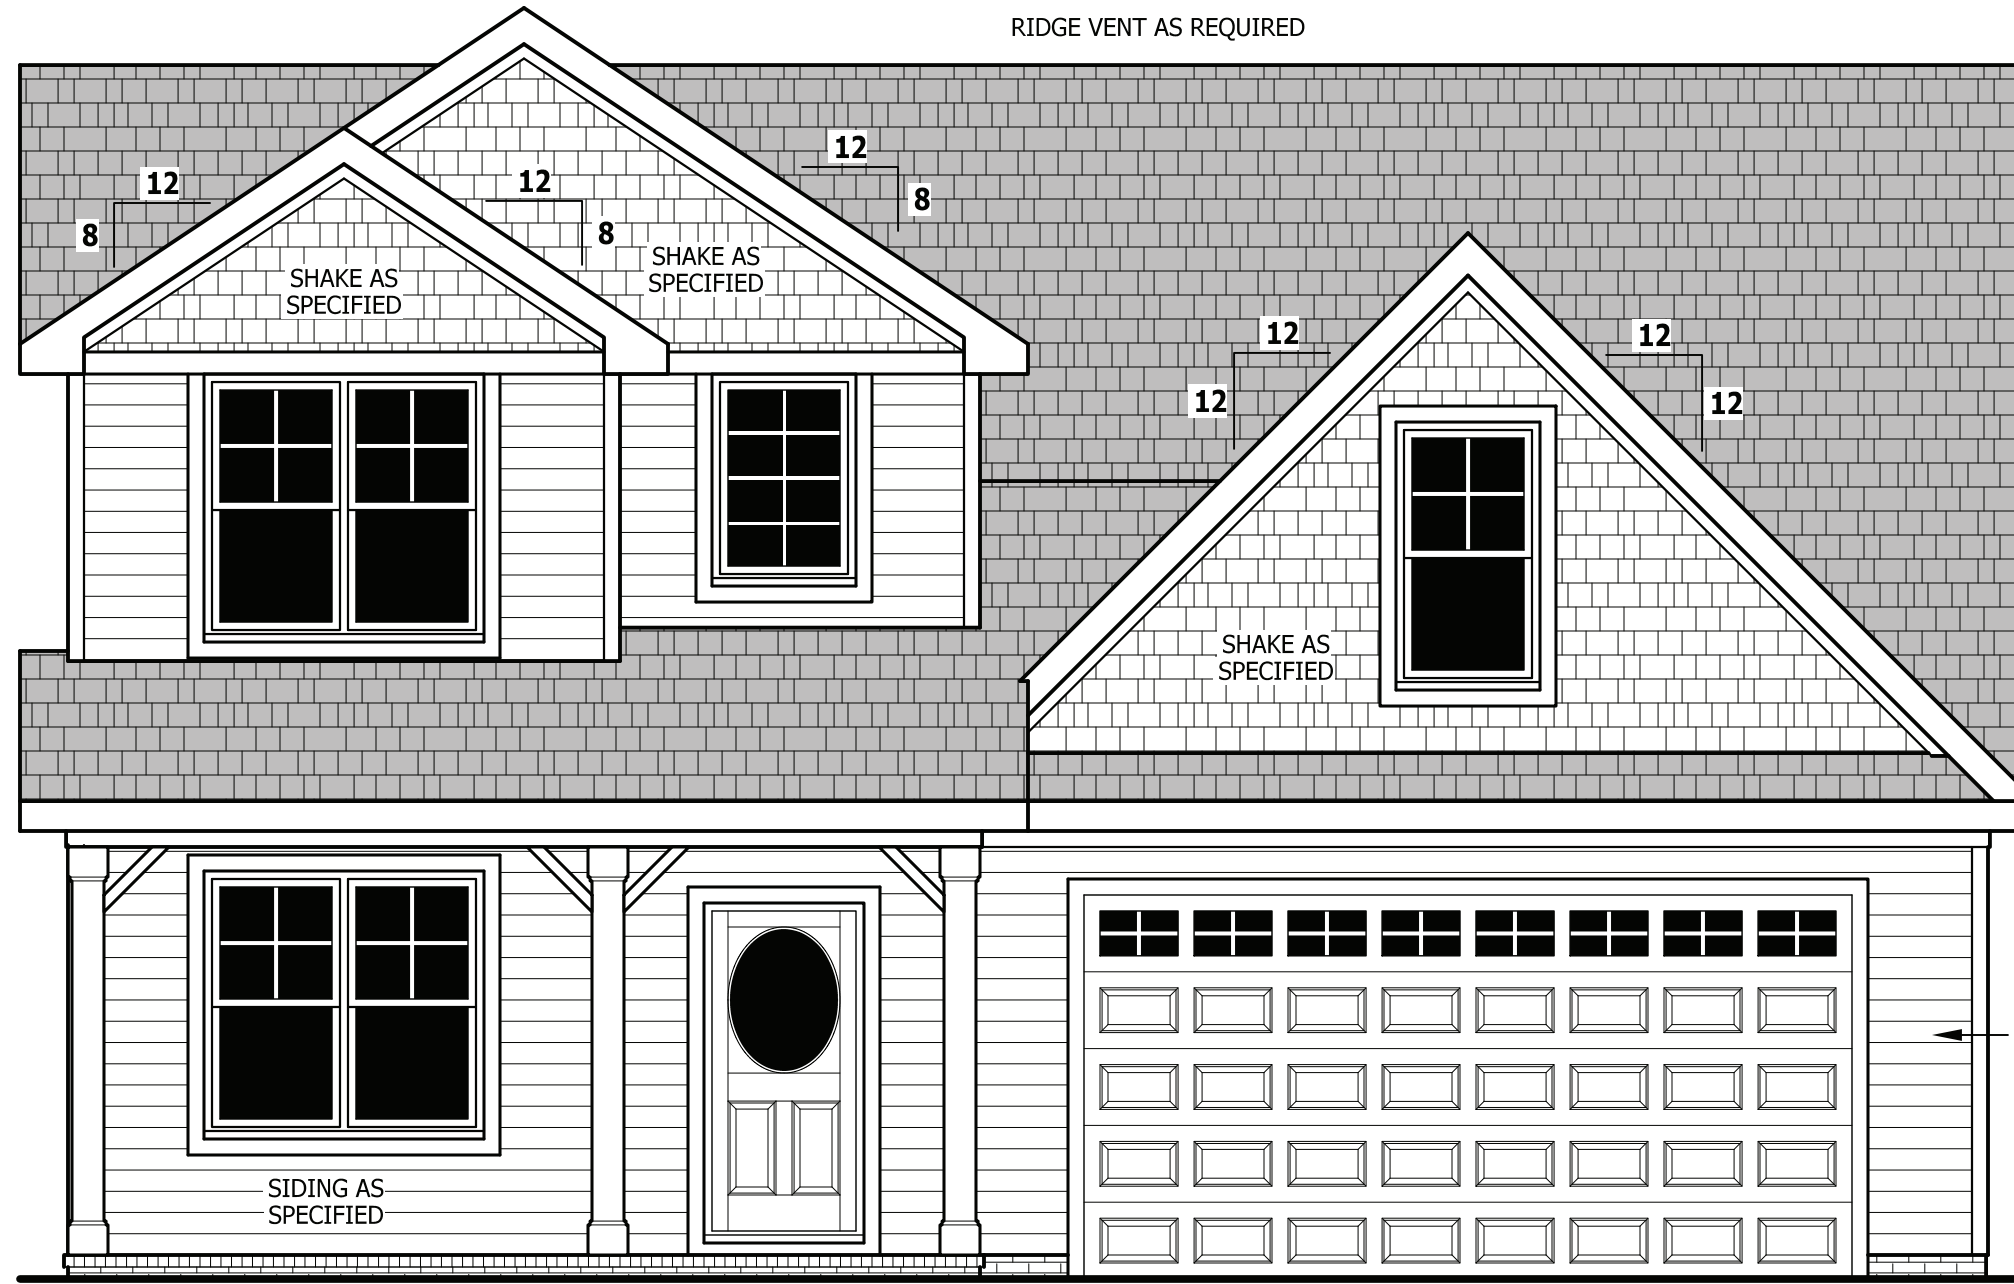 RIDGE VENT AS REQUIRED
12
8
12
8
12
8
SHAKE AS
SPECIFIED
SHAKE AS
SPECIFIED
12
12
12
12
SHAKE AS
SPECIFIED
SIDING AS
SPECIFIED